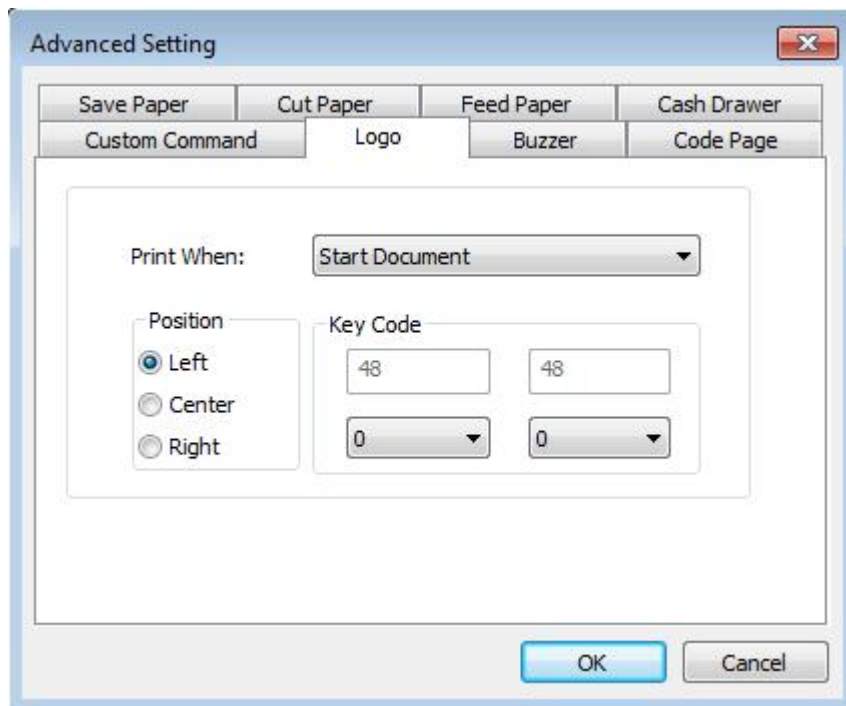 Advanced Setting
Save Paper Cut Paper Feed Paper Cash Drawer
Custom Command Logo Buzzer Code Page
Print When: Start Document
Position Key Code
Left 48 48
Center
Right 0 0
OK Cancel